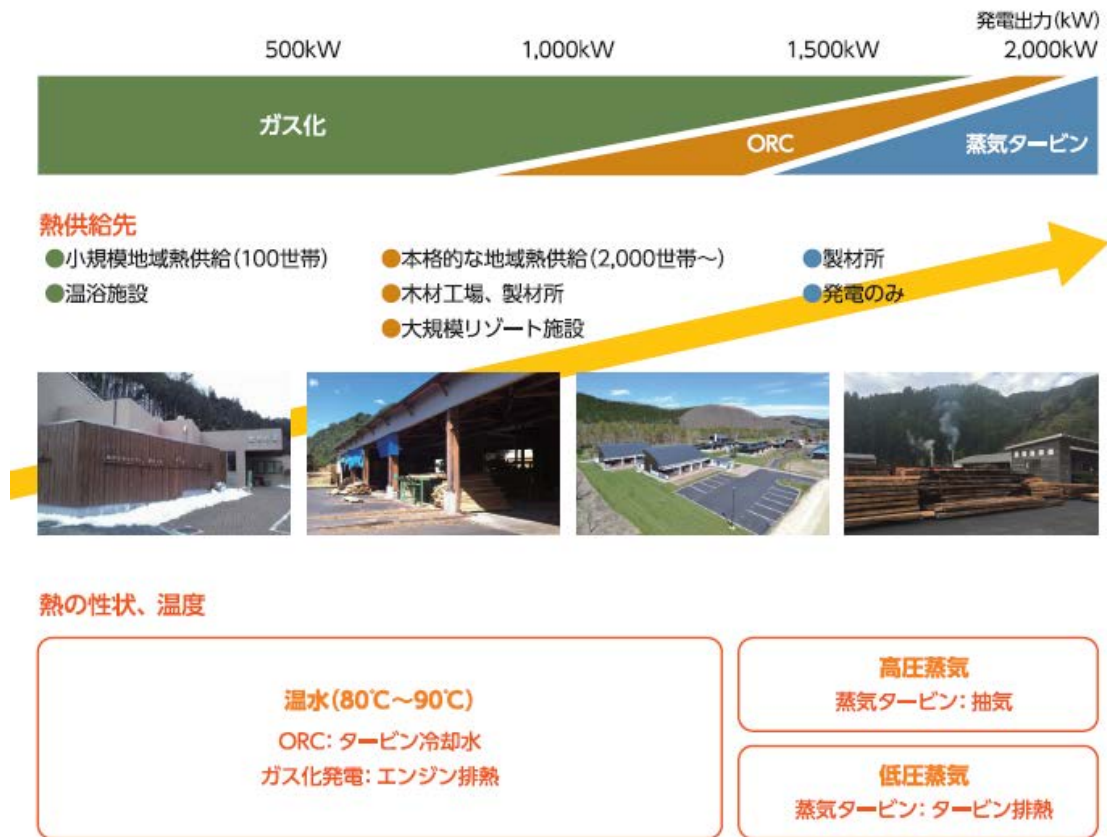 発電出力(kW)
500kW 1,000kW 1,500kW 2,000kW
ガス化
ORC
蒸気タービン
熱供給先
●小規模地域熱供給(100世帯)
●温浴施設
●本格的な地域熱供給(2,000世帯〜)
●木材工場、製材所
●大規模リゾート施設
●製材所
●発電のみ
熱の性状、温度
温水(80℃〜90℃)
ORC: タービン冷却水
ガス化発電: エンジン排熱
高圧蒸気
蒸気タービン: 抽気
低圧蒸気
蒸気タービン: タービン排熱